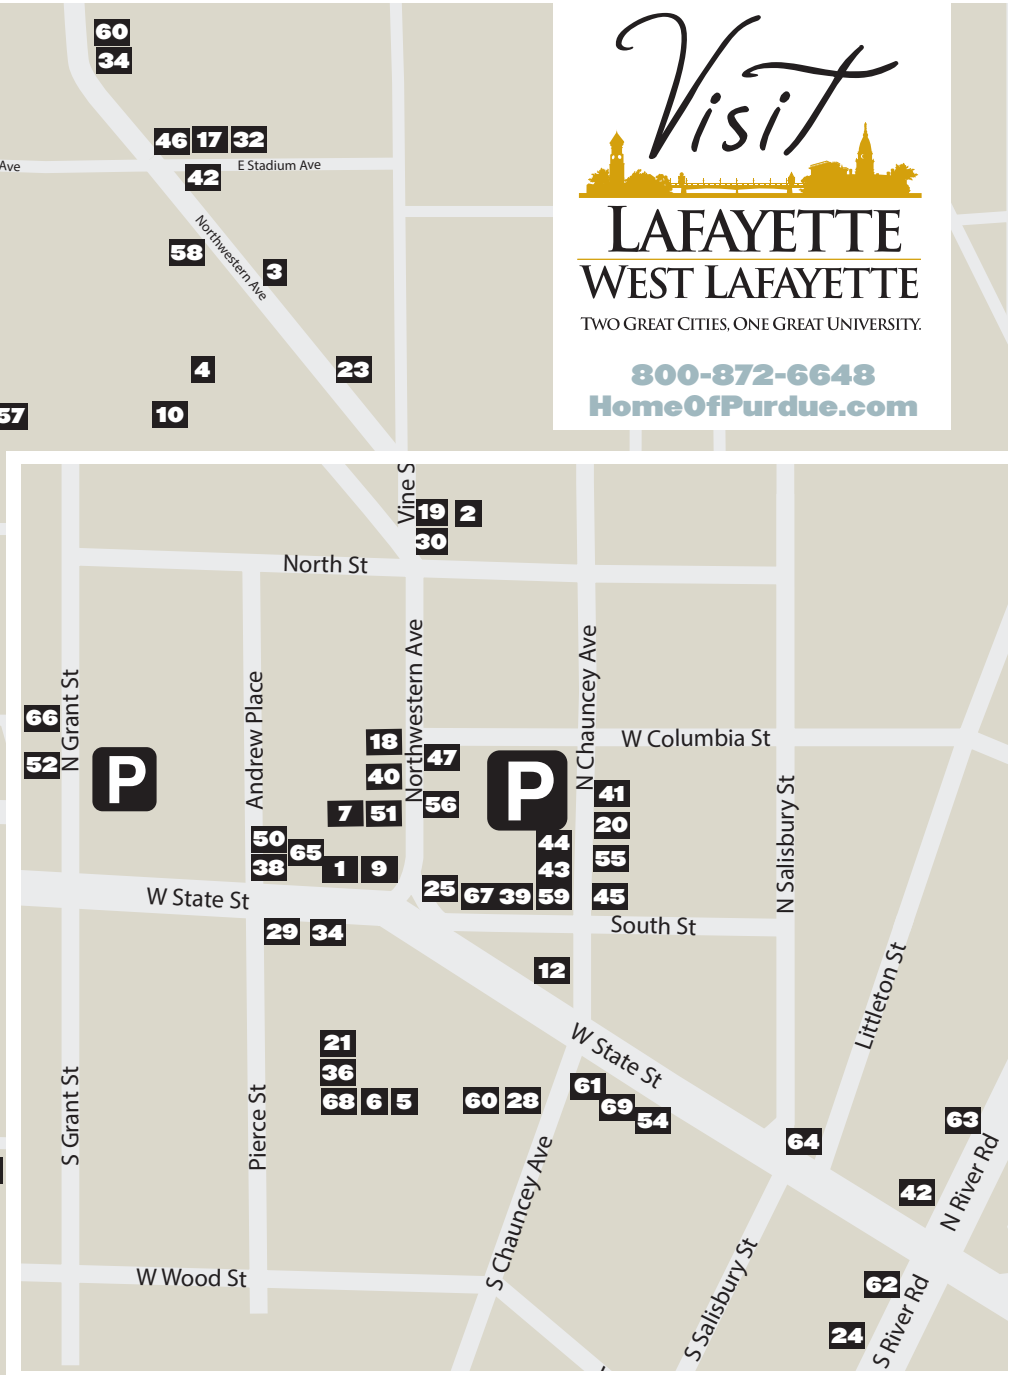 60
34
46 17 32
Ave
E Stadium Ave
42
Northwestern Ave
58
3
4
23
57
10
Visit
LAFAYETTE
WEST LAFAYETTE
TWO GREAT CITIES, ONE GREAT UNIVERSITY.
800-872-6648
HomeOfPurdue.com
Vine S
19 2
30
North St
N Grant St
Andrew Place
Northwestern Ave
N Chauncey Ave
66
52
P
18
40
7 51
47
56
P
W Columbia St
41
20
55
45
44
43
59
N Salisbury St
50
65
38
1 9
25
67 39
W State St
South St
29 34
12
Littleton St
W State St
21
36
68 6 5
60 28
61
69
54
S Grant St
Pierce St
S Chauncey Ave
64
63
N River Rd
42
W Wood St
S Salisbury St
62
24
S River Rd